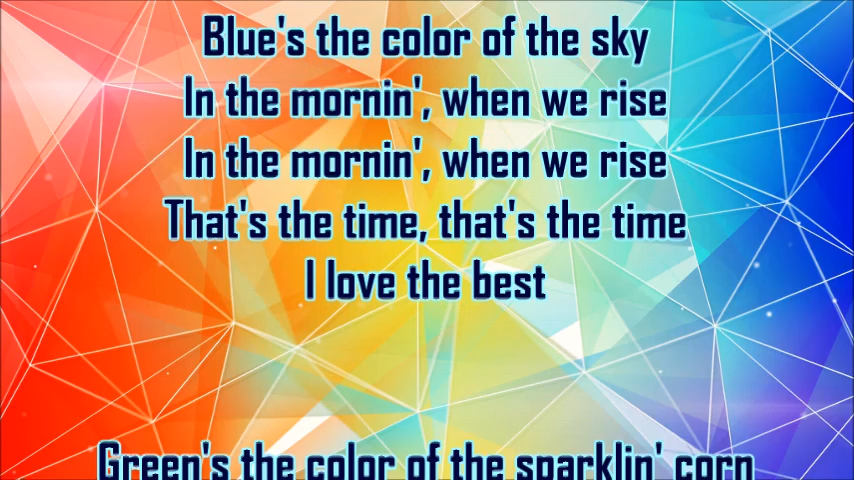 Blue's the color of the sky
In the mornin', when we rise
In the mornin', when we rise
That's the time, that's the time
I love the best
Green's the color of the sparklin' corn